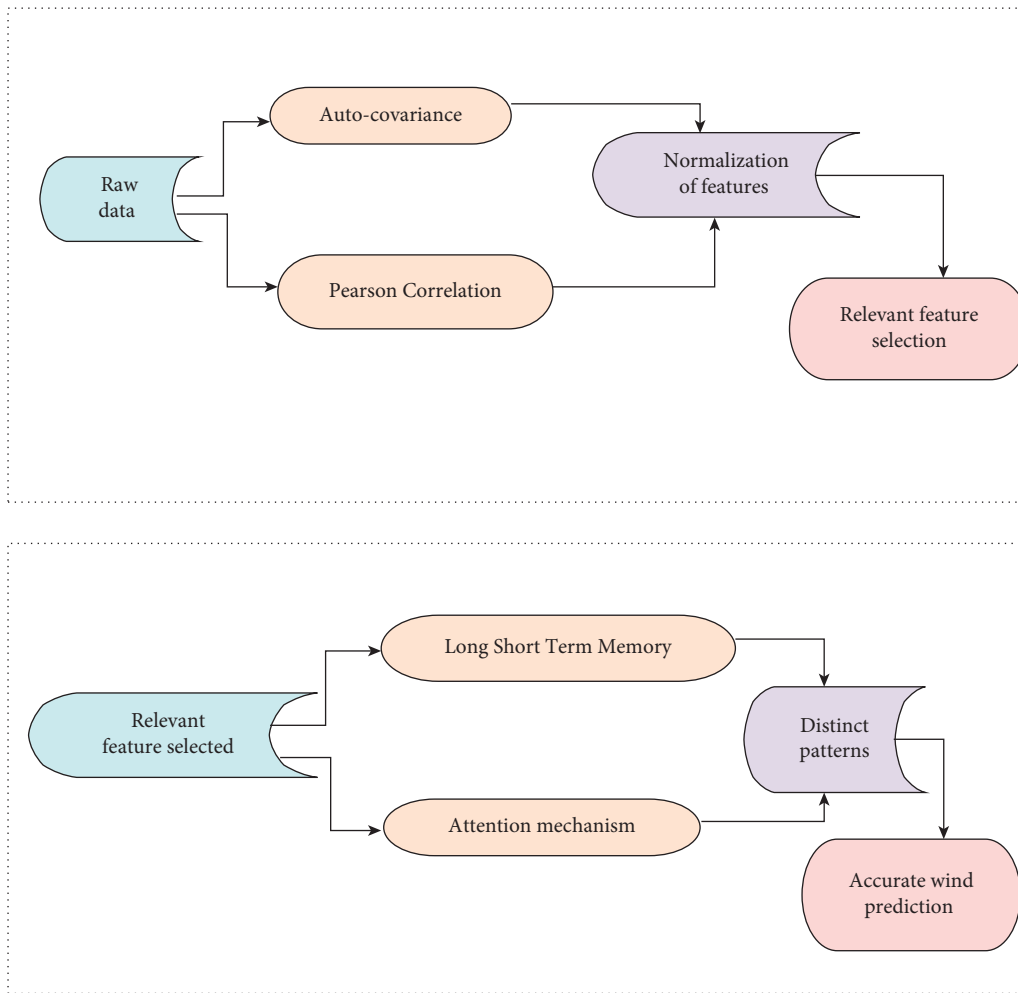 Auto-covariance
Raw
data
Normalization
of features
Pearson Correlation
Relevant feature
selection
Long Short Term Memory
Relevant
feature selected
Distinct
patterns
Attention mechanism
Accurate wind
prediction